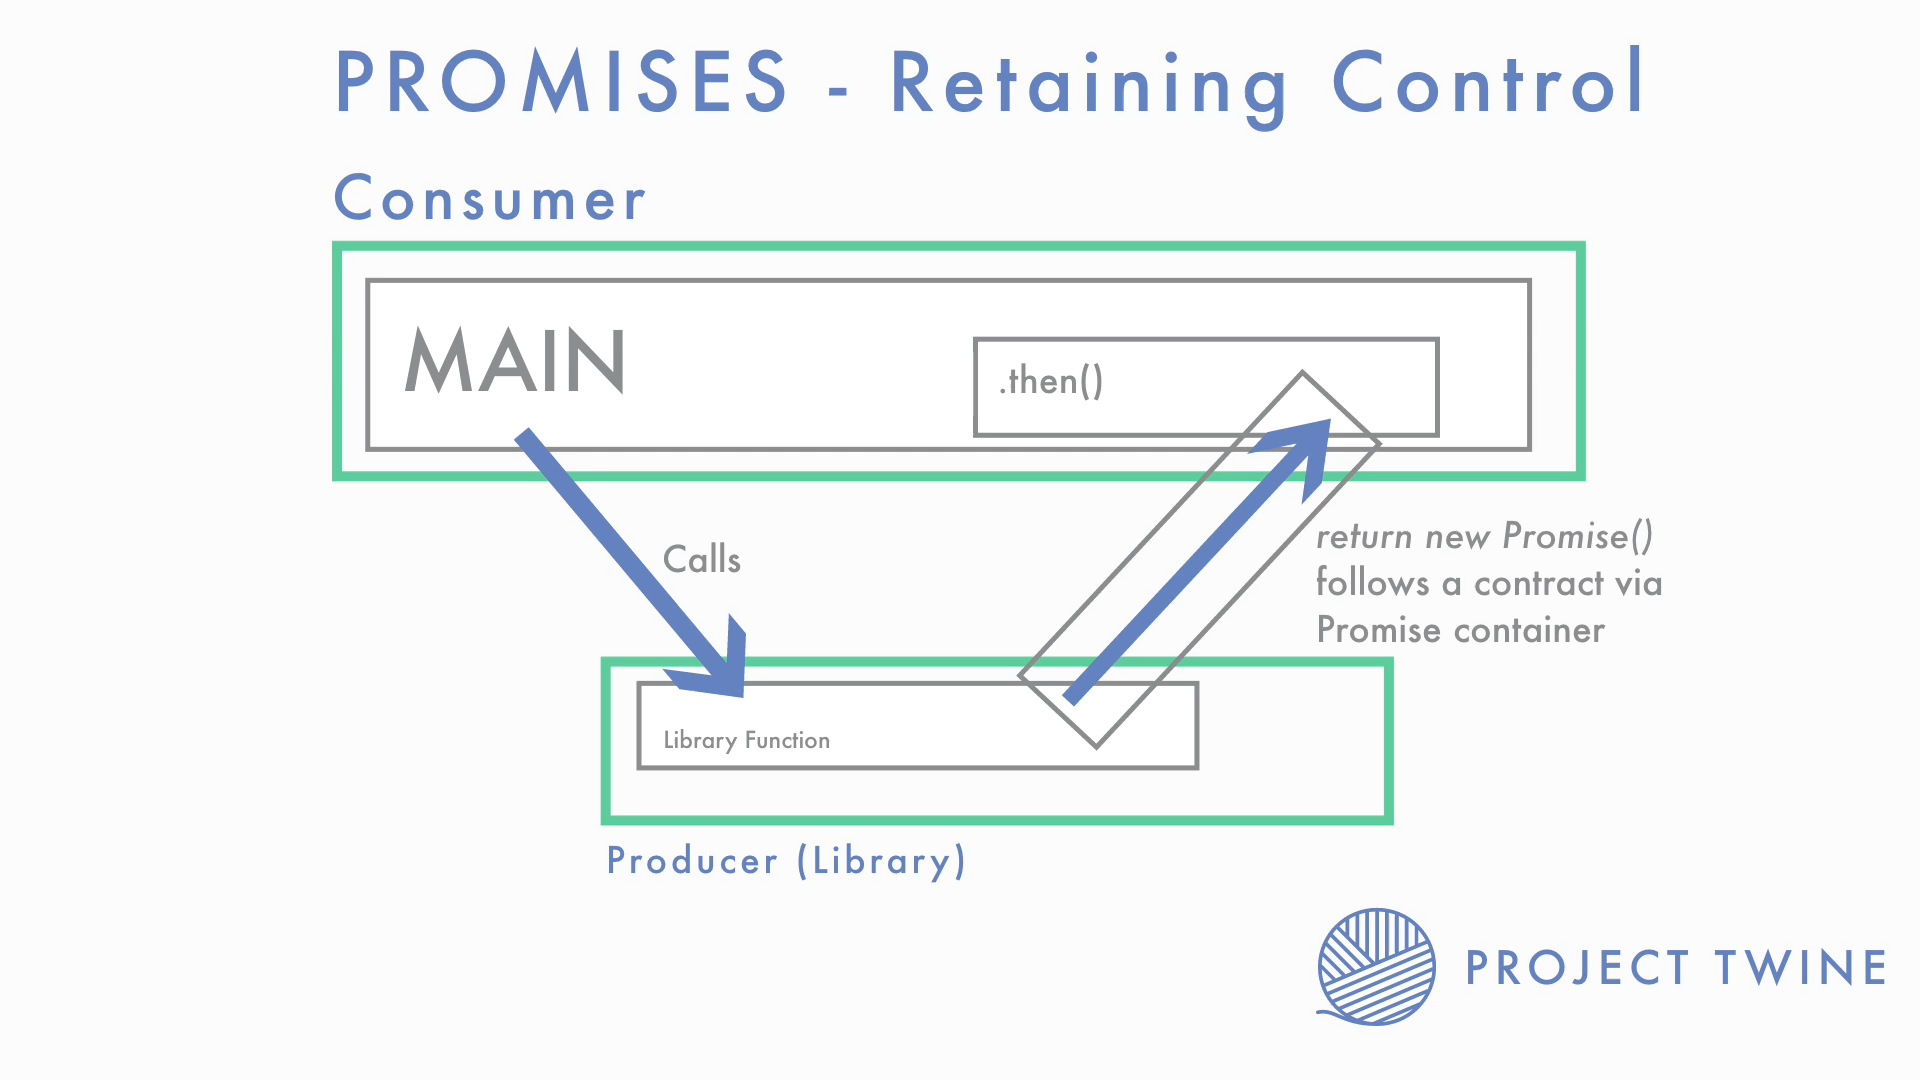 PROMISES - Retaining Control
Consumer
MAIN
.then()
Calls
return new Promise()
follows a contract via
Promise container
Library Function
Producer (Library)
PROJECT TWINE